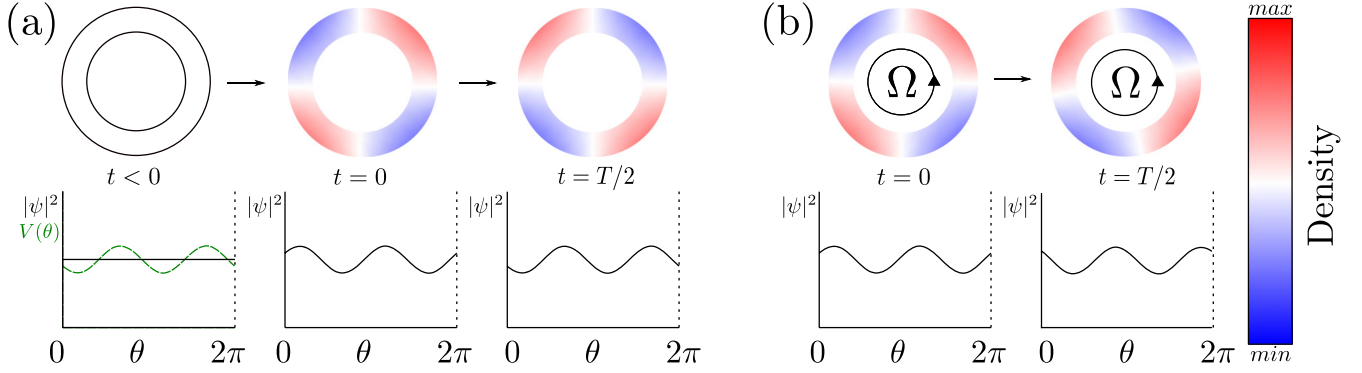 (a)
(b)
Ω
Ω
t < 0
t = 0
t = T/2
t = 0
t = T/2
|ψ|²
V(θ)
|ψ|²
|ψ|²
|ψ|²
|ψ|²
0 θ 2π
0 θ 2π
0 θ 2π
0 θ 2π
0 θ 2π
max
Density
min